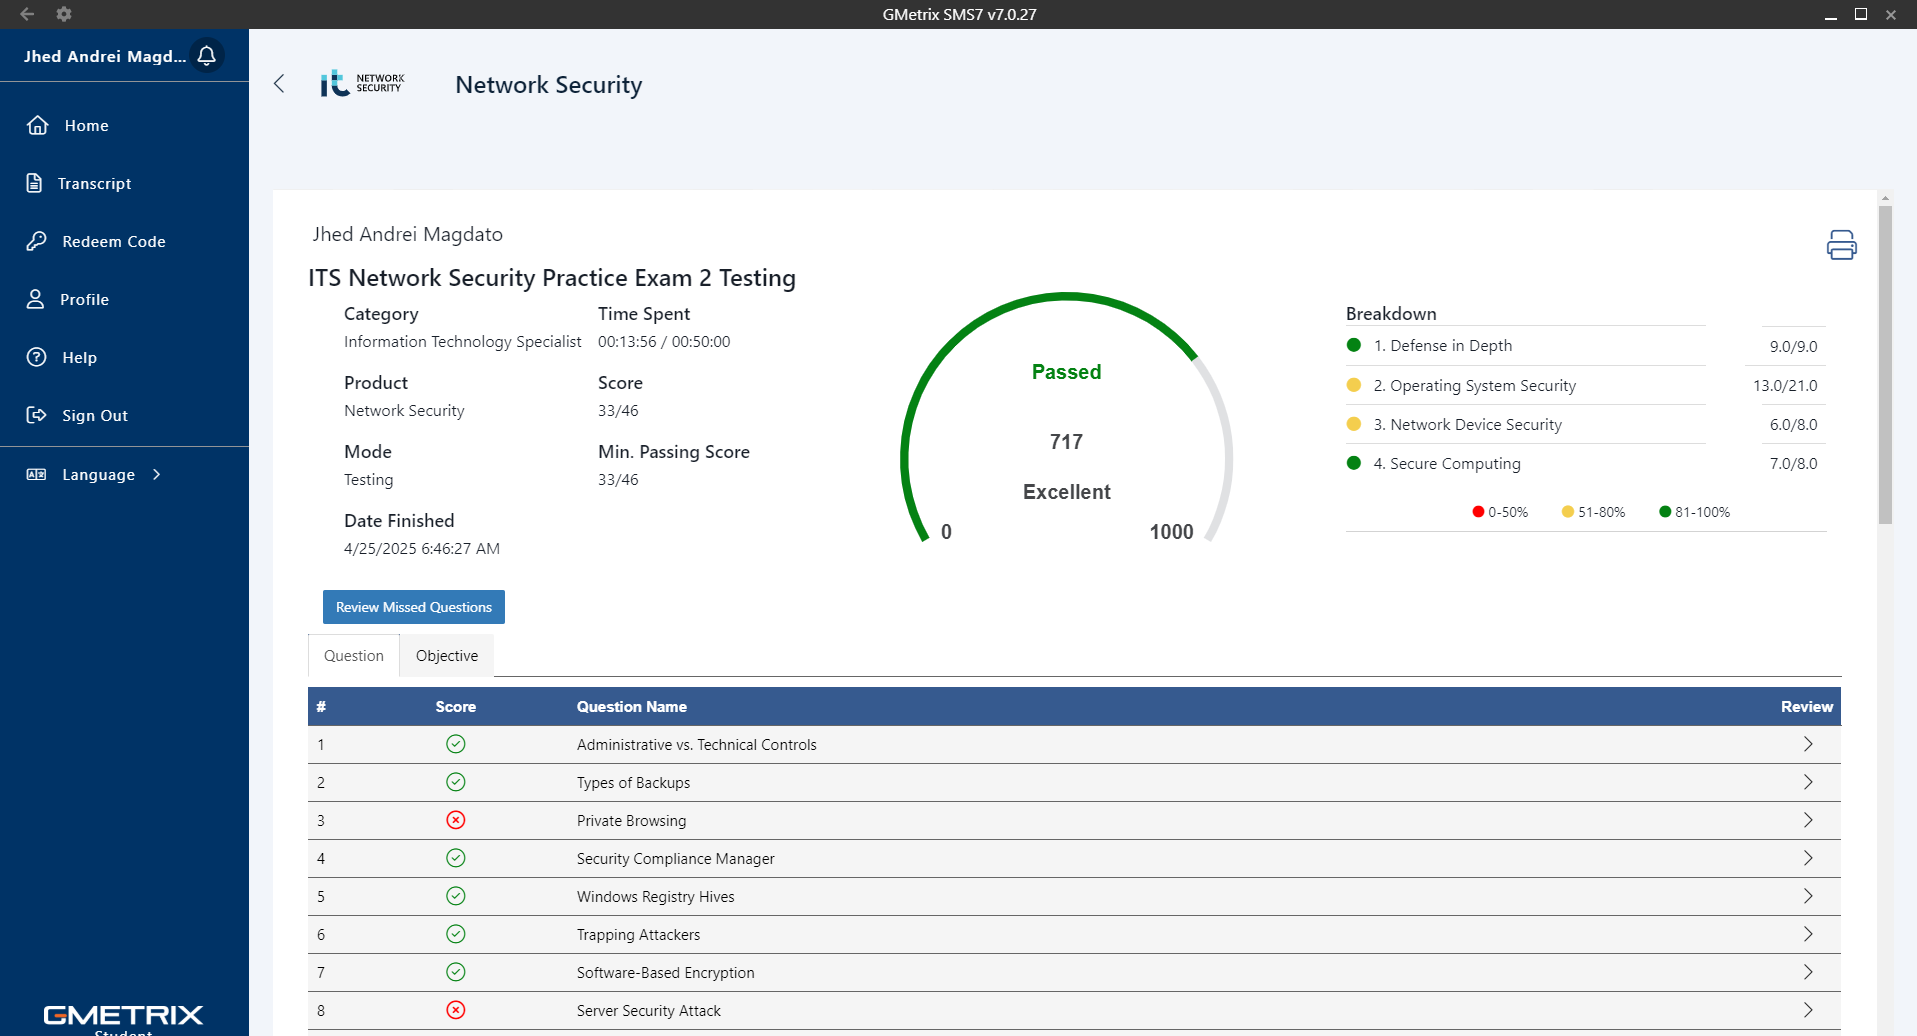 GMetrix SMS7 v7.0.27
Jhed Andrei Magd...
Home
Transcript
Redeem Code
Profile
Help
Sign Out
Language
GMETRIX
Student
it NETWORK SECURITY
Network Security
Jhed Andrei Magdato
ITS Network Security Practice Exam 2 Testing
Category
Information Technology Specialist
Time Spent
00:13:56 / 00:50:00
Product
Network Security
Score
33/46
Mode
Testing
Min. Passing Score
33/46
Date Finished
4/25/2025 6:46:27 AM
Passed
717
Excellent
0
1000
Breakdown
1. Defense in Depth 9.0/9.0
2. Operating System Security 13.0/21.0
3. Network Device Security 6.0/8.0
4. Secure Computing 7.0/8.0
0-50% 51-80% 81-100%
Review Missed Questions
Question Objective
# Score Question Name Review
1 Administrative vs. Technical Controls
2 Types of Backups
3 Private Browsing
4 Security Compliance Manager
5 Windows Registry Hives
6 Trapping Attackers
7 Software-Based Encryption
8 Server Security Attack